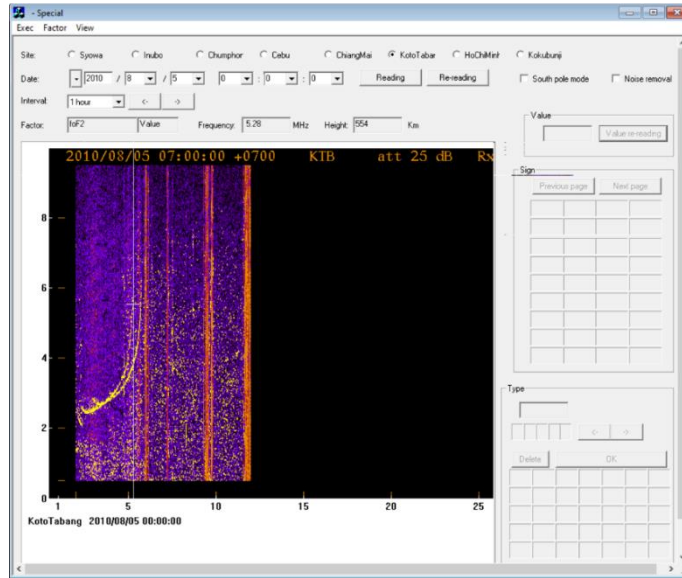 - Special
Exec Factor View
Site: Syowa Inubo Chumphor Cebu ChiangMai KotoTabar HoChiMinh Kokubunji
Date: 2010 / 8 / 5 0 : 0 : 0 Reading Re-reading South pole mode Noise removal
Interval: 1 hour <- ->
Factor: foF2 Value Frequency: 5.28 MHz Height: 554 Km
Value
Value re-reading
2010/08/05 07:00:00 +0700 KTB att 25 dB Rx
Sign
Previous page Next page
8
6
4
2
0
1 5 10 15 20 25
KotoTabang 2010/08/05 00:00:00
Type
<- ->
Delete OK